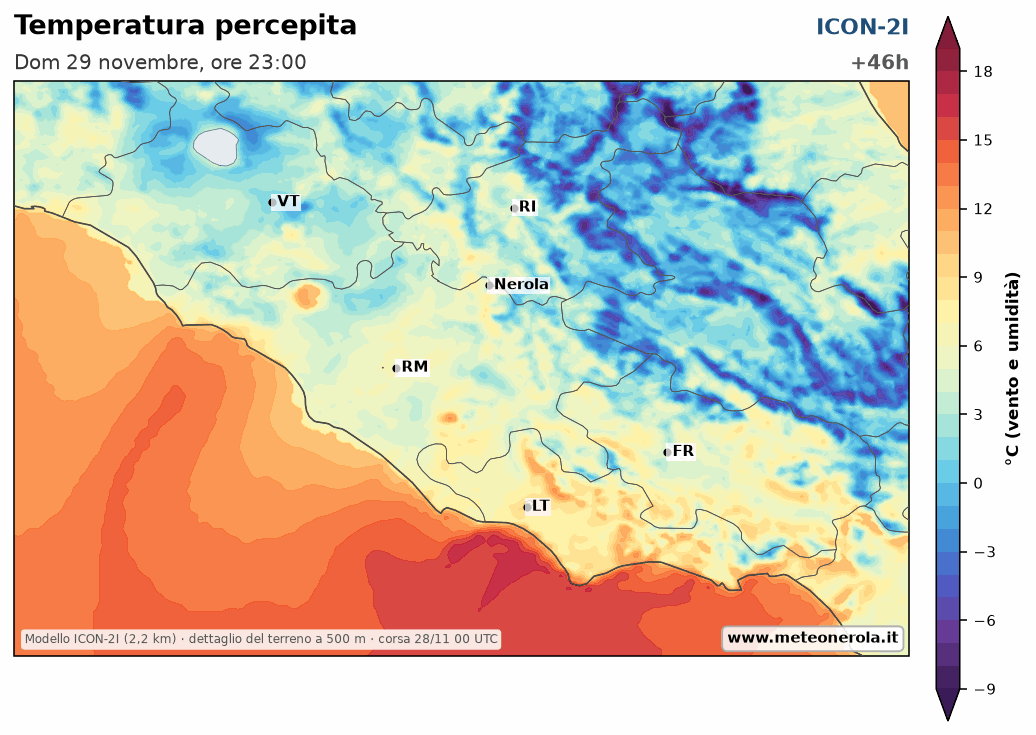 Temperatura percepita
ICON-2I
Dom 29 novembre, ore 23:00
+46h
18
15
12
9
6
3
0
−3
−6
−9
°C (vento e umidità)
VT
RI
Nerola
RM
FR
LT
Modello ICON-2I (2,2 km) · dettaglio del terreno a 500 m · corsa 28/11 00 UTC
www.meteonerola.it